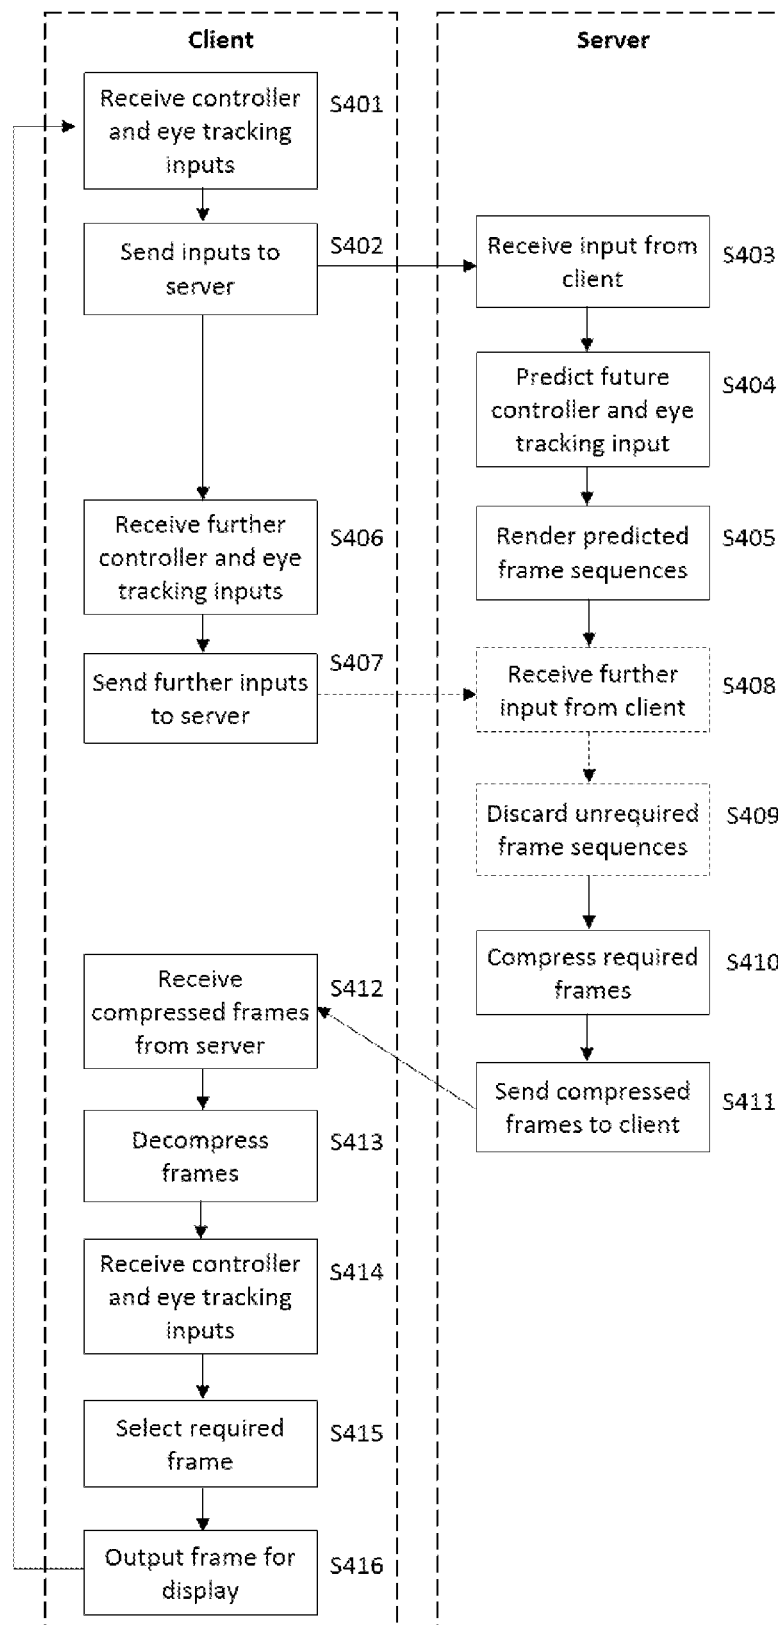 Client
Server
Receive controller
and eye tracking
inputs
S401
Send inputs to
server
S402
Receive input from
client
S403
Predict future
controller and eye
tracking input
S404
Render predicted
frame sequences
S405
Receive further
controller and eye
tracking inputs
S406
Send further inputs
to server
S407
Receive further
input from client
S408
Discard unrequired
frame sequences
S409
Compress required
frames
S410
Send compressed
frames to client
S411
Receive
compressed frames
from server
S412
Decompress
frames
S413
Receive controller
and eye tracking
inputs
S414
Select required
frame
S415
Output frame for
display
S416